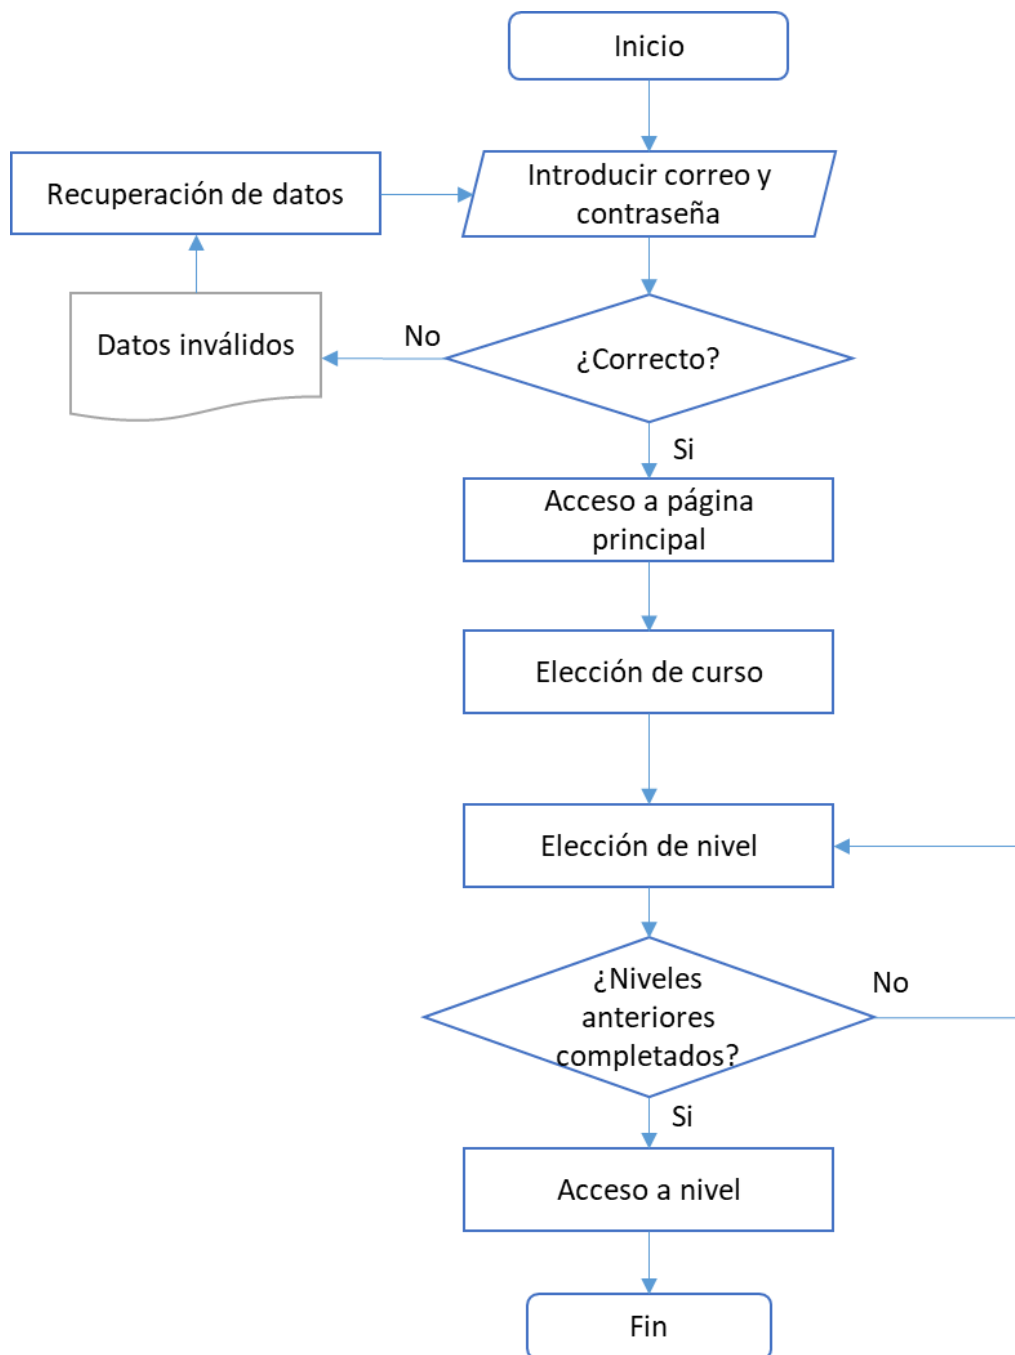 Inicio
Recuperación de datos
Introducir correo y
contraseña
Datos inválidos
No
¿Correcto?
Si
Acceso a página
principal
Elección de curso
Elección de nivel
¿Niveles
anteriores
completados?
No
Si
Acceso a nivel
Fin